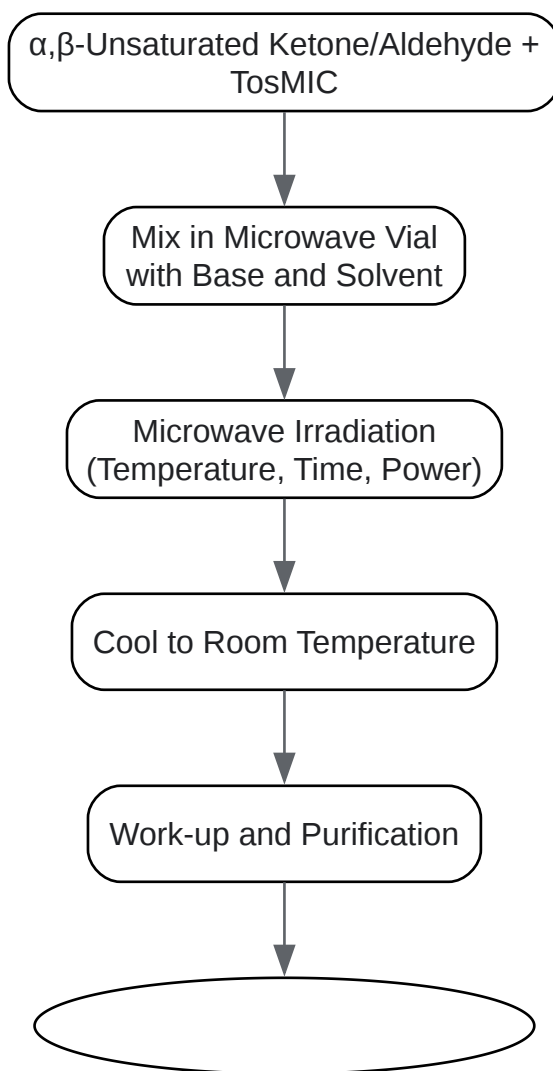 α,β-Unsaturated Ketone/Aldehyde +
TosMIC
Mix in Microwave Vial
with Base and Solvent
Microwave Irradiation
(Temperature, Time, Power)
Cool to Room Temperature
Work-up and Purification